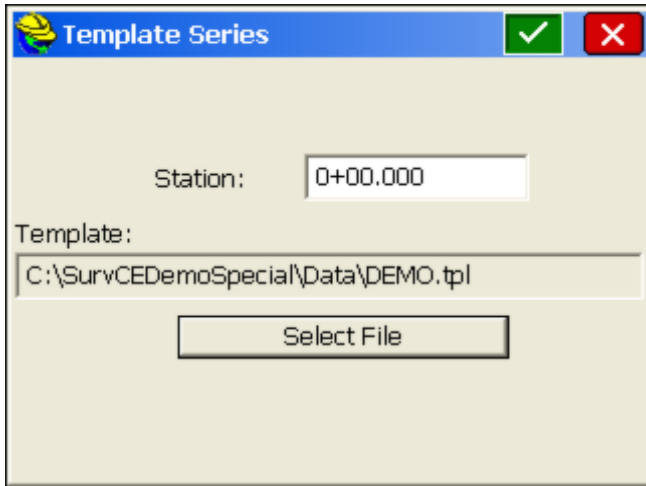 Template Series
Station: 0+00.000
Template:
C:\SurvCEDemoSpecial\Data\DEMO.tpl
Select File